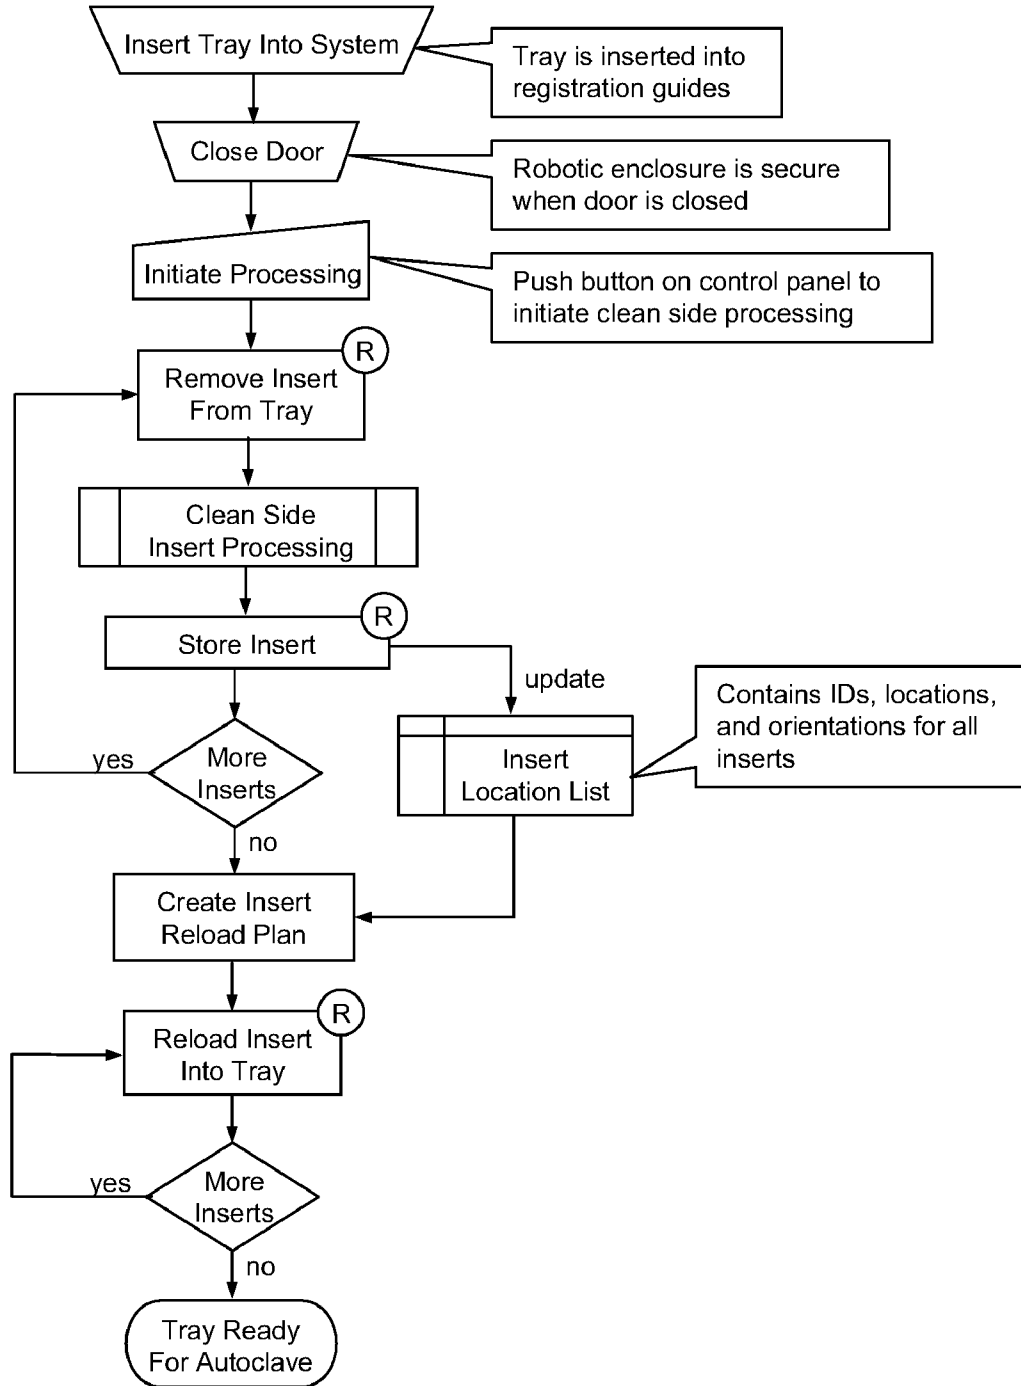 Insert Tray Into System
Tray is inserted into
registration guides
Close Door
Robotic enclosure is secure
when door is closed
Initiate Processing
Push button on control panel to
initiate clean side processing
R
Remove Insert
From Tray
Clean Side
Insert Processing
R
Store Insert
update
Contains IDs, locations,
and orientations for all
inserts
yes
More
Inserts
Insert
Location List
no
Create Insert
Reload Plan
R
Reload Insert
Into Tray
yes
More
Inserts
no
Tray Ready
For Autoclave